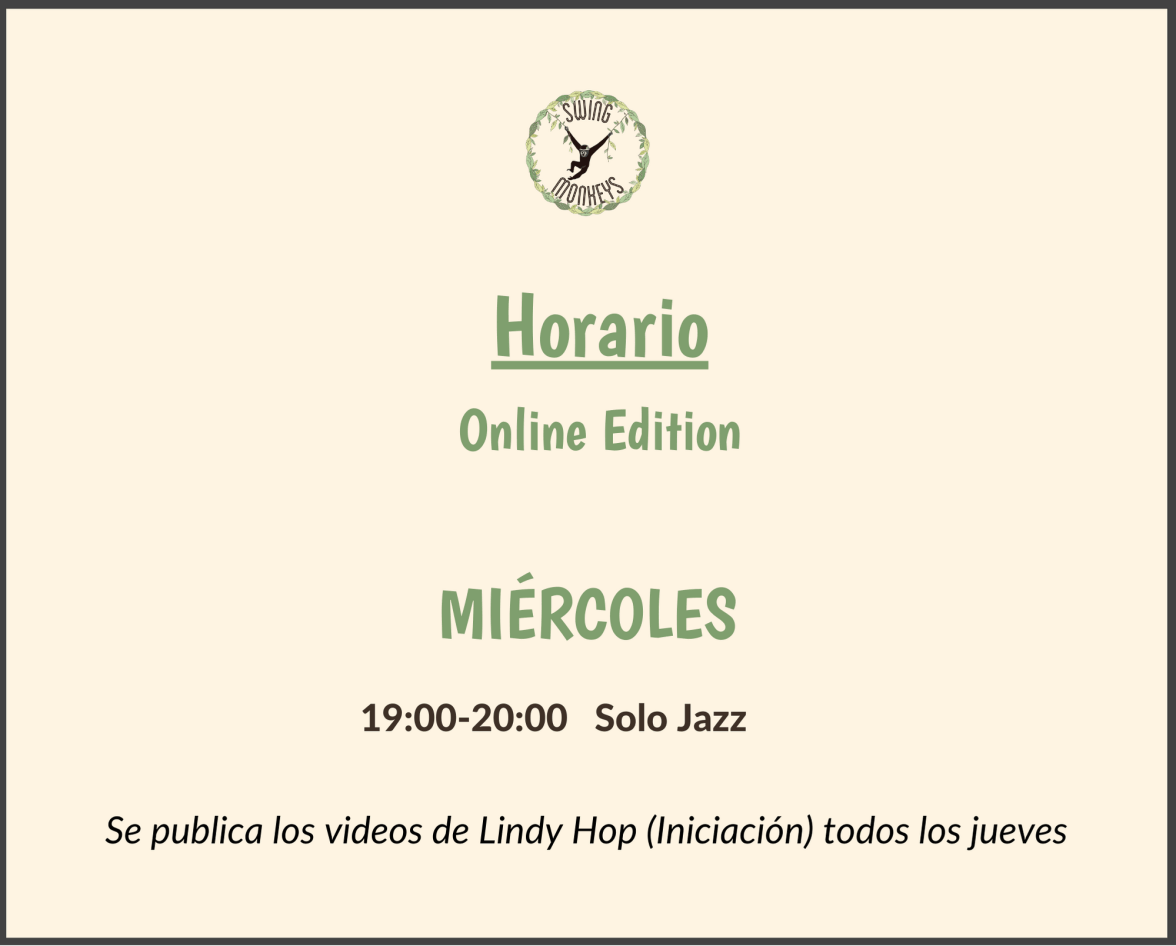 SWING
MONKEYS
Horario
Online Edition
MIÉRCOLES
19:00-20:00 Solo Jazz
Se publica los videos de Lindy Hop (Iniciación) todos los jueves